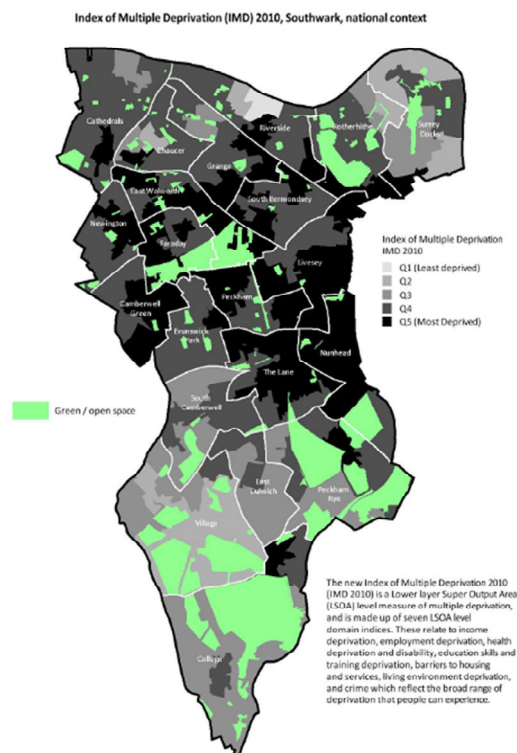 Index of Multiple Deprivation (IMD) 2010, Southwark, national context
Cathedrals
Riverside
Rotherhithe
Surrey
Docks
Chaucer
Grange
East Walworth
South Bermondsey
Newington
Faraday
Livesey
Index of Multiple Deprivation
IMD 2010
Q1 (Least deprived)
Q2
Q3
Q4
Q5 (Most Deprived)
Camberwell
Green
Peckham
Brunswick
Park
Nunhead
The Lane
South
Camberwell
Green / open space
East
Dulwich
Peckham
Rye
Village
College
The new Index of Multiple Deprivation 2010
(IMD 2010) is a Lower layer Super Output Area
(LSOA) level measure of multiple deprivation,
and is made up of seven LSOA level
domain indices. These relate to income
deprivation, employment deprivation, health
deprivation and disability, education skills and
training deprivation, barriers to housing
and services, living environment deprivation,
and crime which reflect the broad range of
deprivation that people can experience.